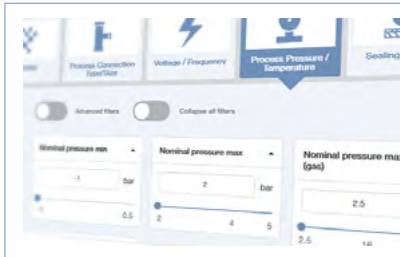 Process Connection
Type/Size
Voltage / Frequency
Process Pressure /
Temperature
Sealing
Advanced filters
Collapse all filters
Nominal pressure min
-1
bar
-1
0.5
Nominal pressure max
2
bar
2
4
5
Nominal pressure max
(gas)
2.5
2.5
16